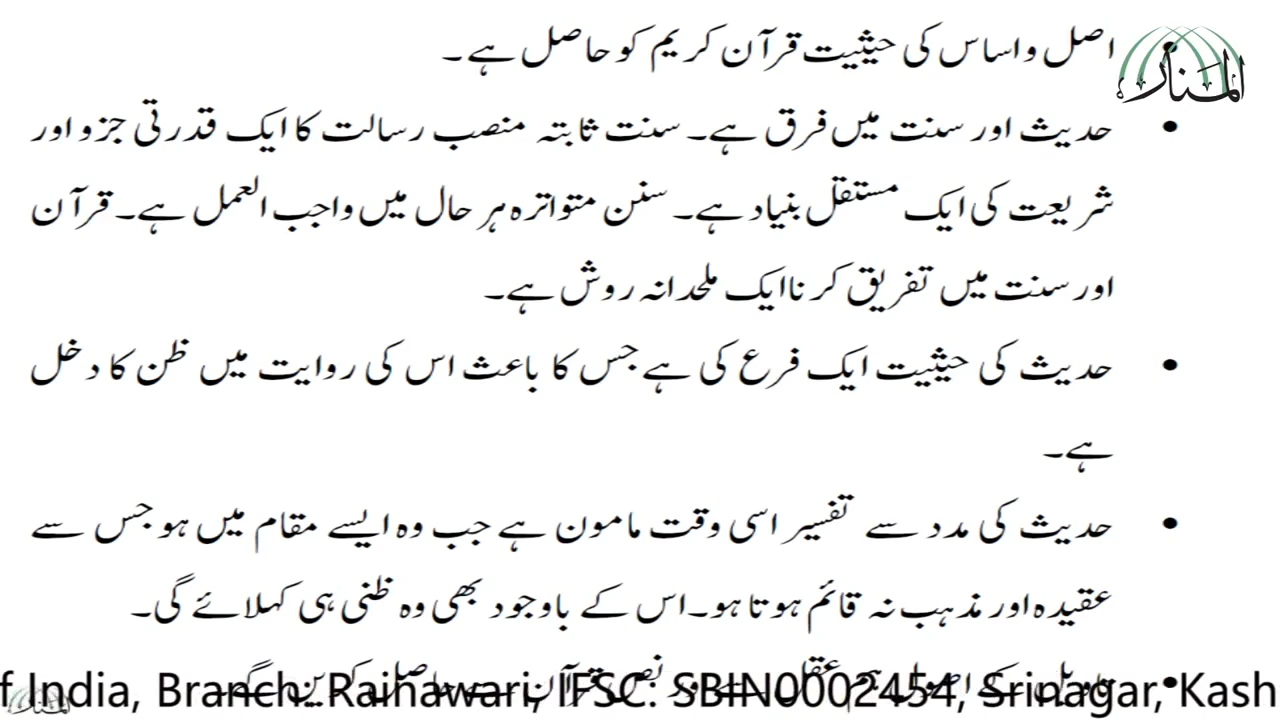 اصل و اساس کی حیثیت قرآن کریم کو حاصل ہے۔
المنار
• حدیث اور سنت میں فرق ہے۔ سنت ثابتہ منصب رسالت کا ایک قدرتی جزو اور
شریعت کی ایک مستقل بنیاد ہے۔ سنن متواترہ ہر حال میں واجب العمل ہے۔ قرآن
اور سنت میں تفریق کرنا ایک ملحدانہ روش ہے۔
• حدیث کی حیثیت ایک فرع کی ہے جس کا باعث اس کی روایت میں ظن کا دخل
ہے۔
• حدیث کی مدد سے تفسیر اسی وقت مامون ہے جب وہ ایسے مقام میں ہو جس سے
عقیدہ اور مذہب نہ قائم ہوتا ہو۔ اس کے باوجود بھی وہ ظنی ہی کہلائے گی۔
f India, Branch: Rainawari, IFSC: SBIN0002454, Srinagar, Kash